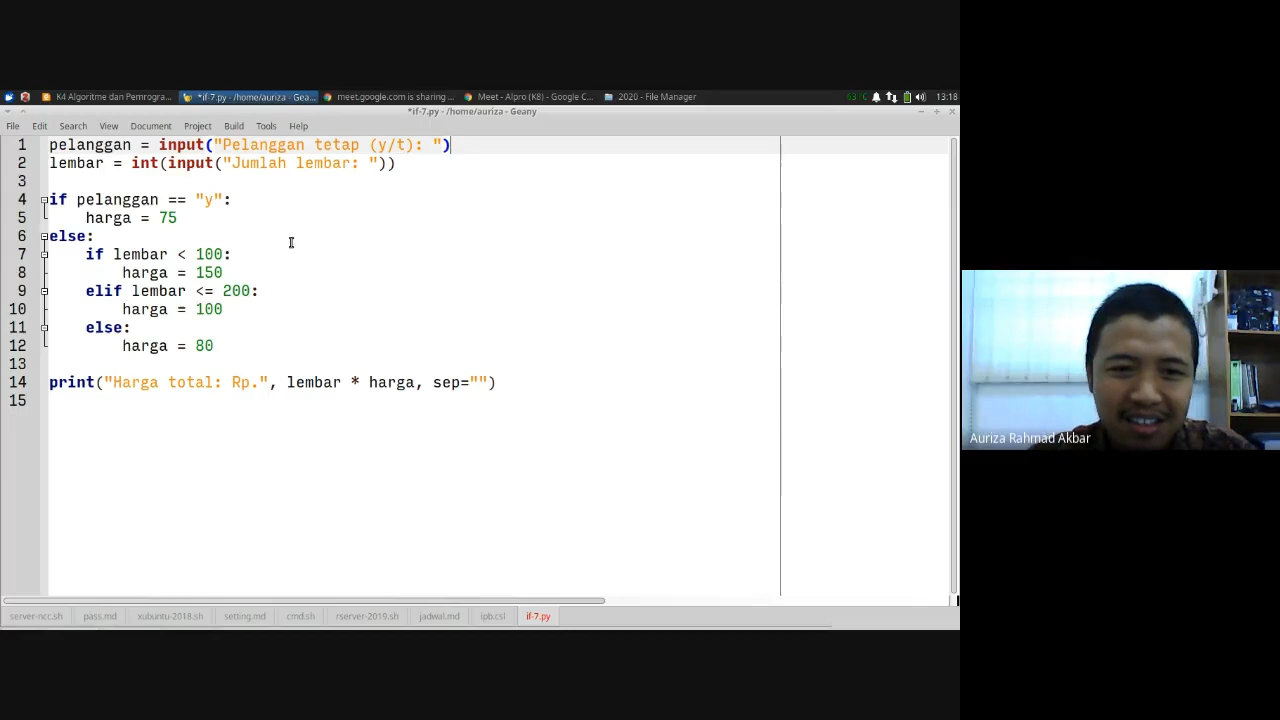 K4 Algoritme dan Pemrogra... *if-7.py - /home/auriza - Gea... meet.google.com is sharing ... Meet - Alpro (K8) - Google C... 2020 - File Manager 63°C 13:18
*if-7.py - /home/auriza - Geany
File Edit Search View Document Project Build Tools Help
1 pelanggan = input("Pelanggan tetap (y/t): ")
2 lembar = int(input("Jumlah lembar: "))
3
4 if pelanggan == "y":
5 harga = 75
6 else:
7 if lembar < 100:
8 harga = 150
9 elif lembar <= 200:
10 harga = 100
11 else:
12 harga = 80
13
14 print("Harga total: Rp.", lembar * harga, sep="")
15
server-ncc.sh pass.md xubuntu-2018.sh setting.md cmd.sh rserver-2019.sh jadwal.md ipb.csl if-7.py
Auriza Rahmad Akbar